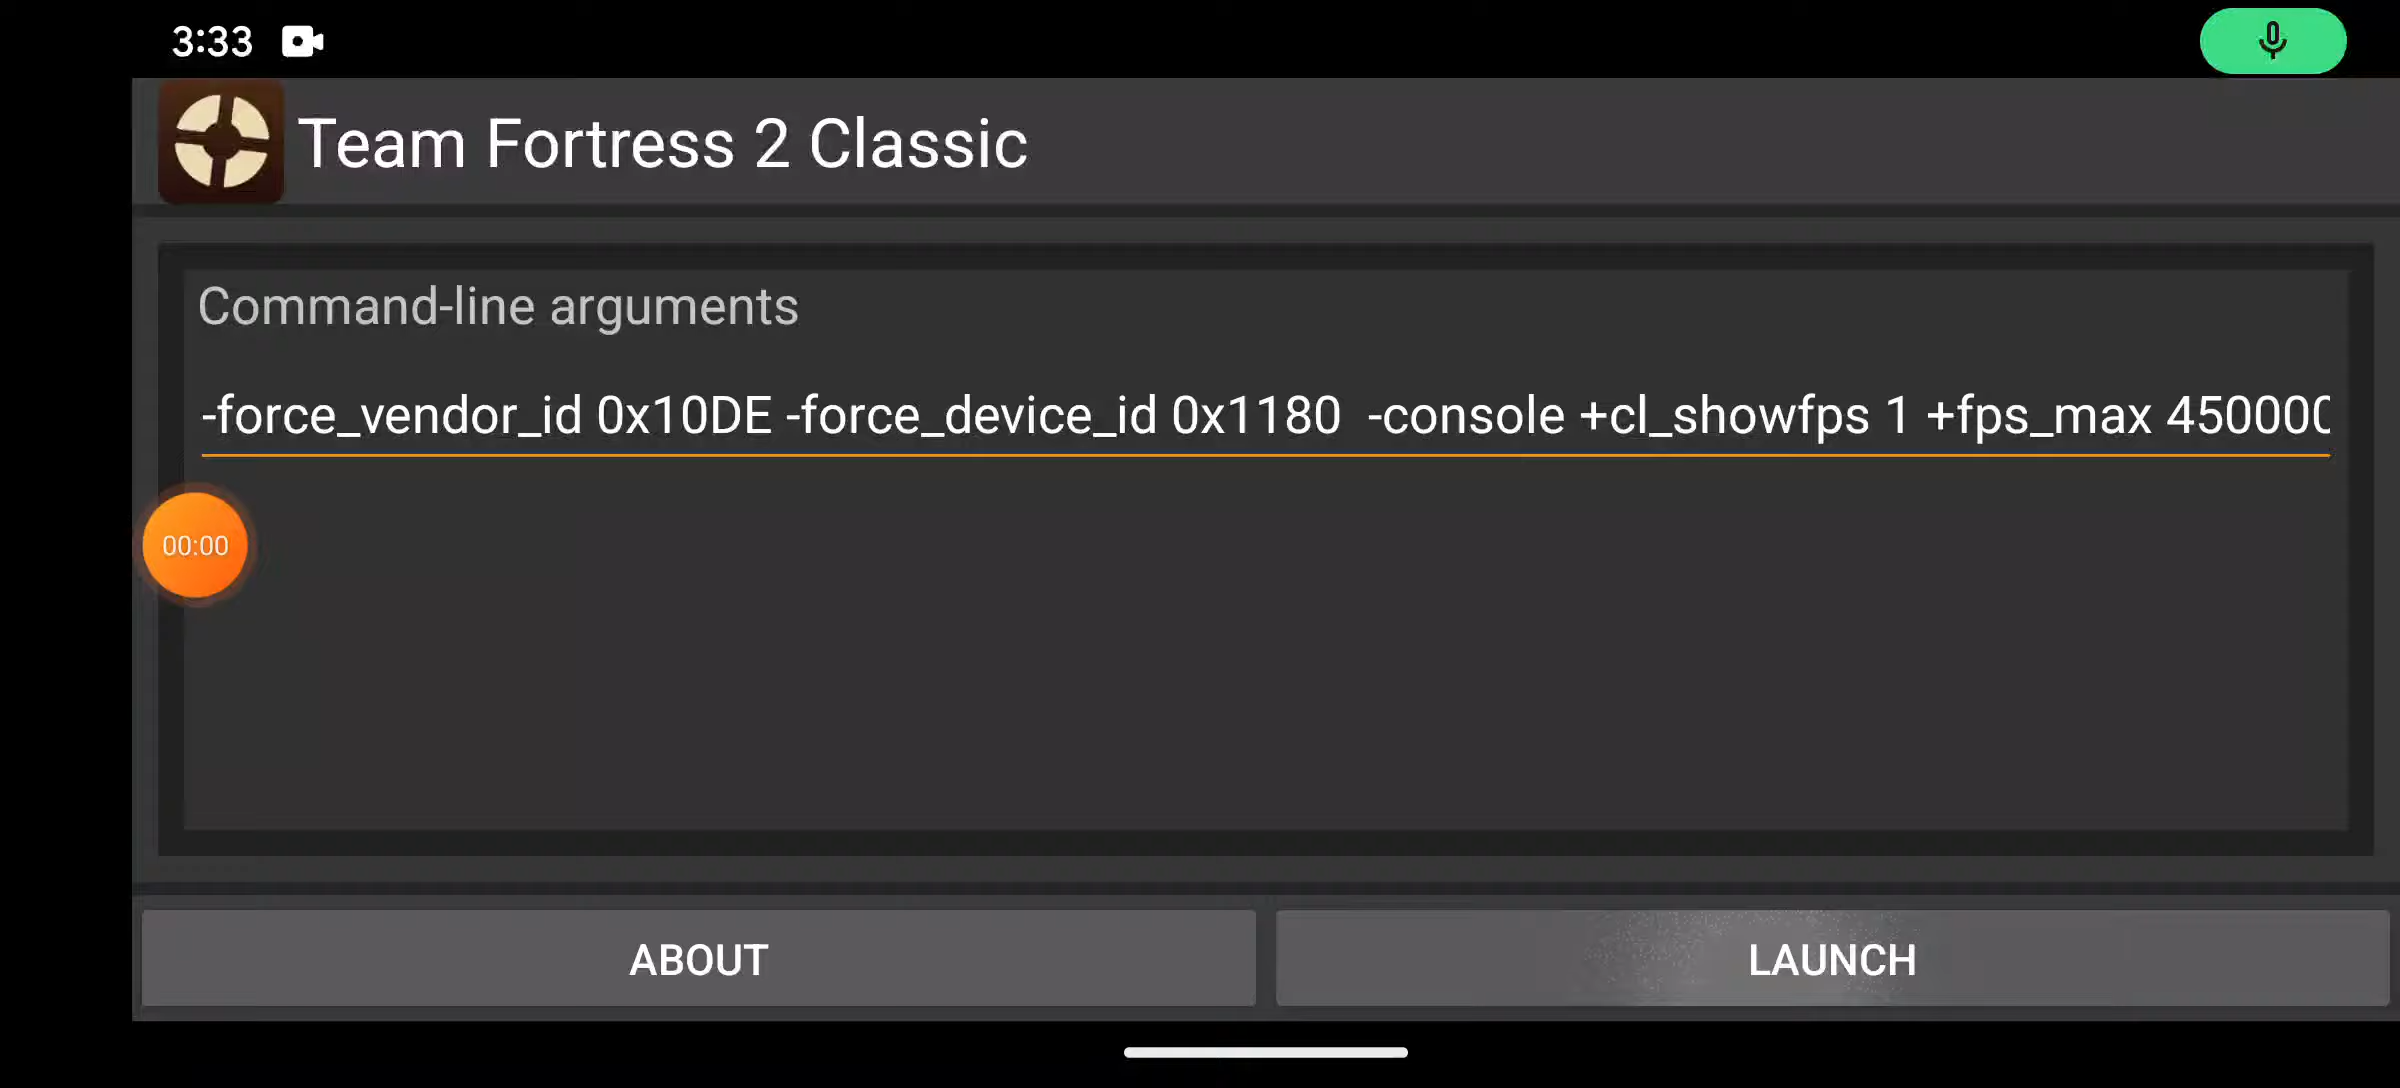 3:33
Team Fortress 2 Classic
Command-line arguments
-force_vendor_id 0x10DE -force_device_id 0x1180  -console +cl_showfps 1 +fps_max 450000
00:00
ABOUT
LAUNCH